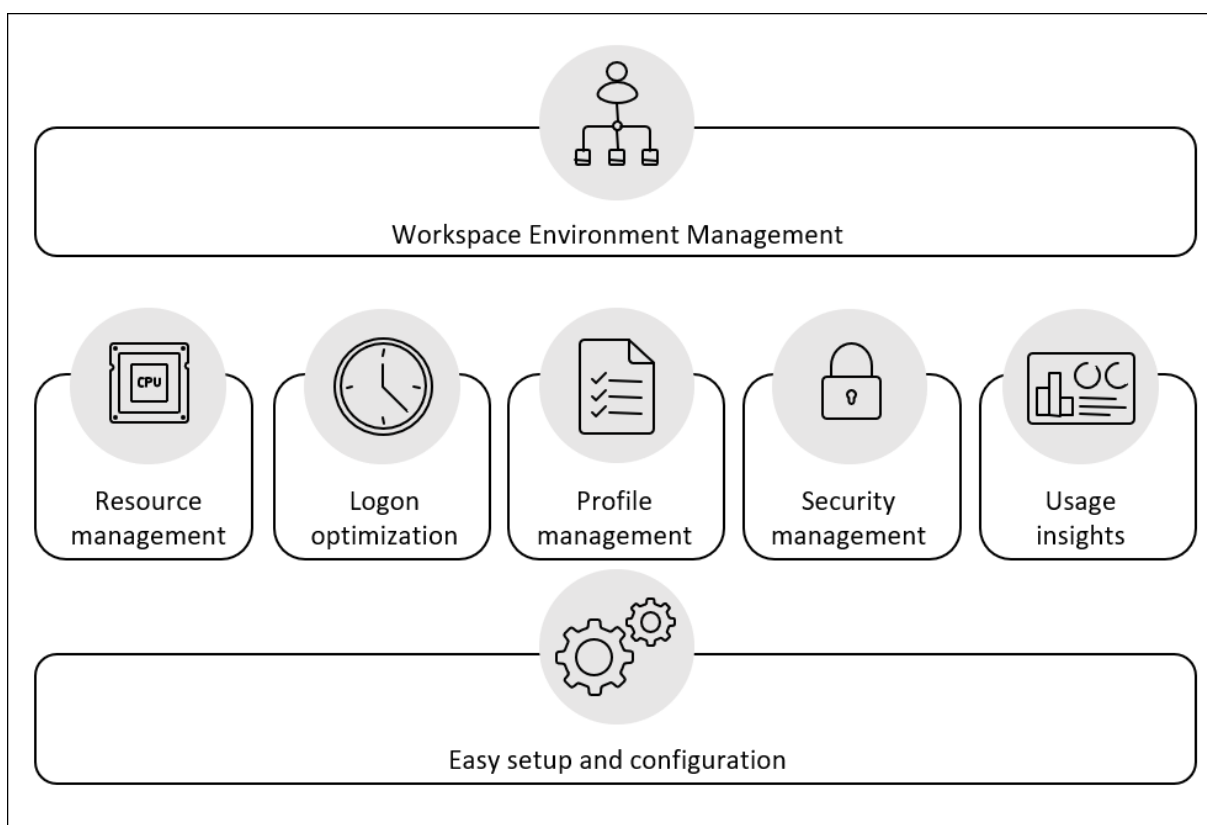 Workspace Environment Management
CPU
Resource
management
Logon
optimization
Profile
management
Security
management
Usage
insights
Easy setup and configuration